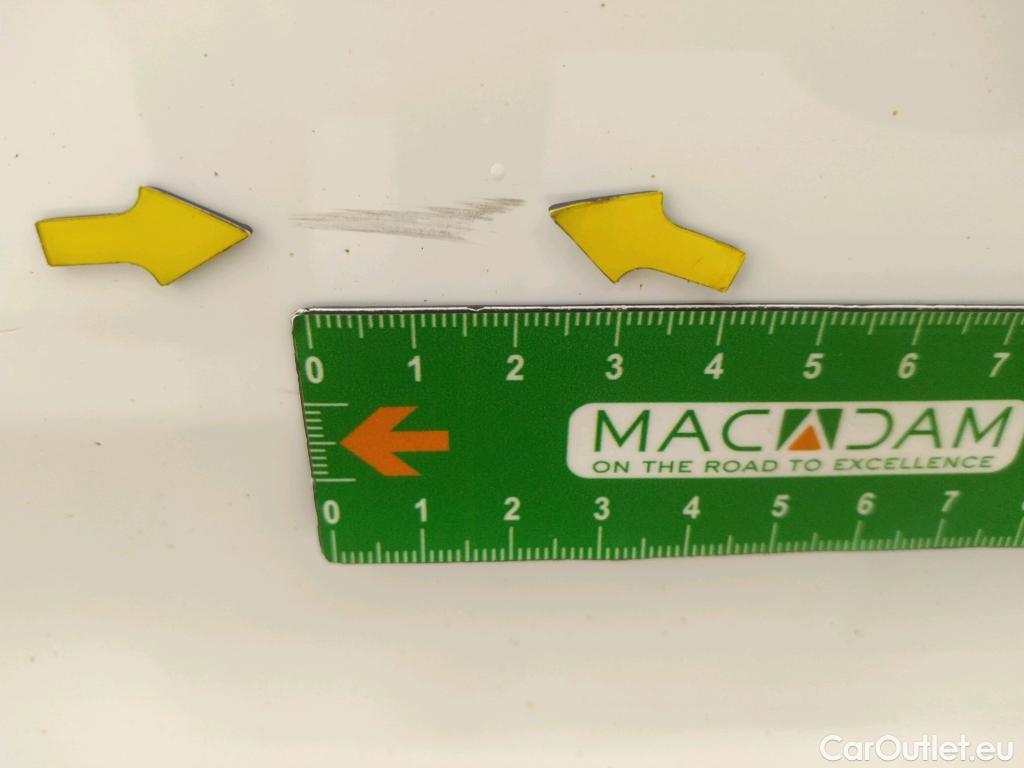 0 1 2 3 4 5 6 7
MACADAM
ON THE ROAD TO EXCELLENCE
0 1 2 3 4 5 6 7
CarOutlet.eu